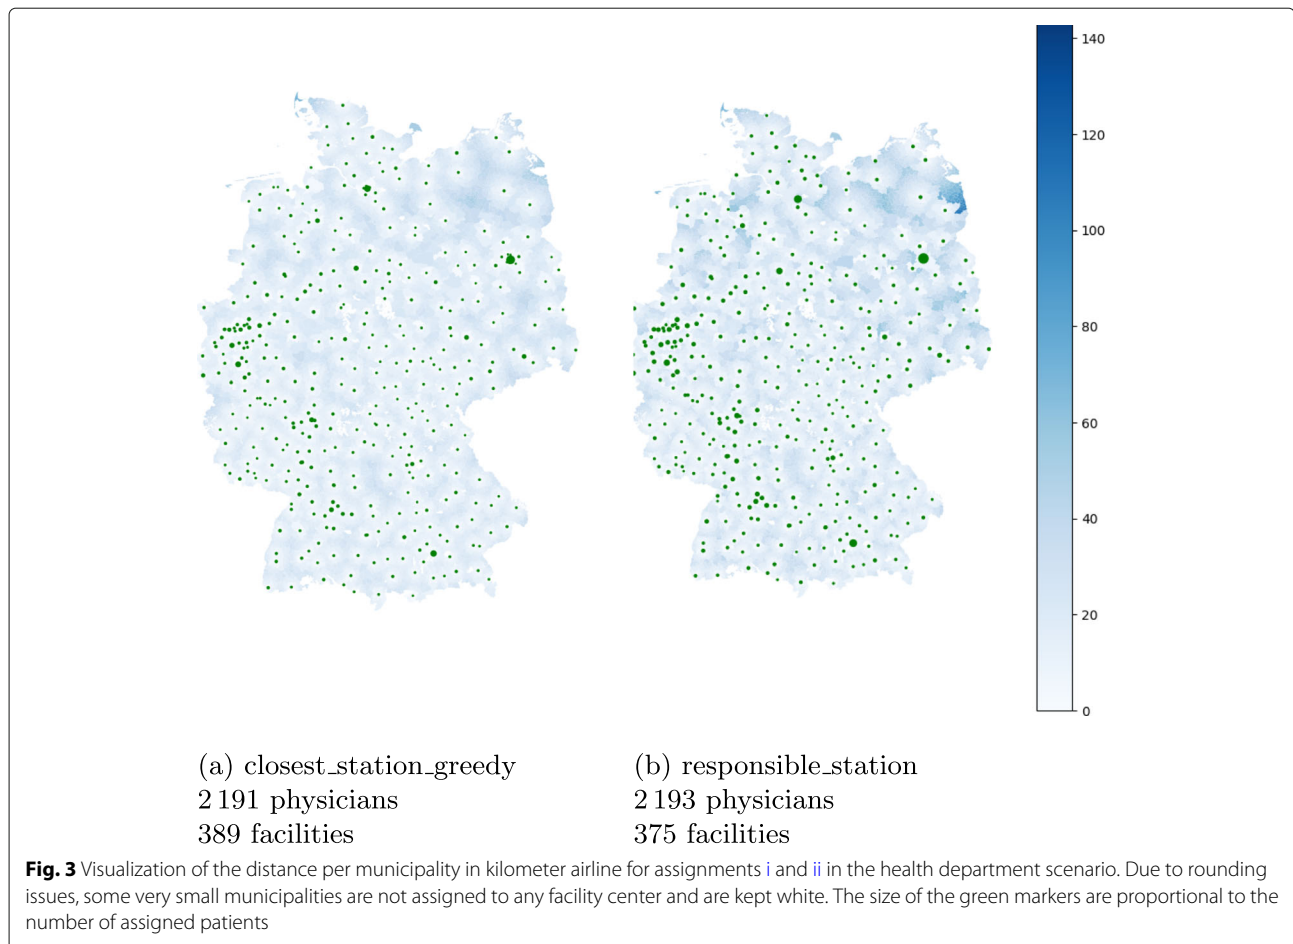 140
120
100
80
60
40
20
0
(a) closest_station_greedy
2 191 physicians
389 facilities
(b) responsible_station
2 193 physicians
375 facilities
Fig. 3 Visualization of the distance per municipality in kilometer airline for assignments i and ii in the health department scenario. Due to rounding
issues, some very small municipalities are not assigned to any facility center and are kept white. The size of the green markers are proportional to the
number of assigned patients